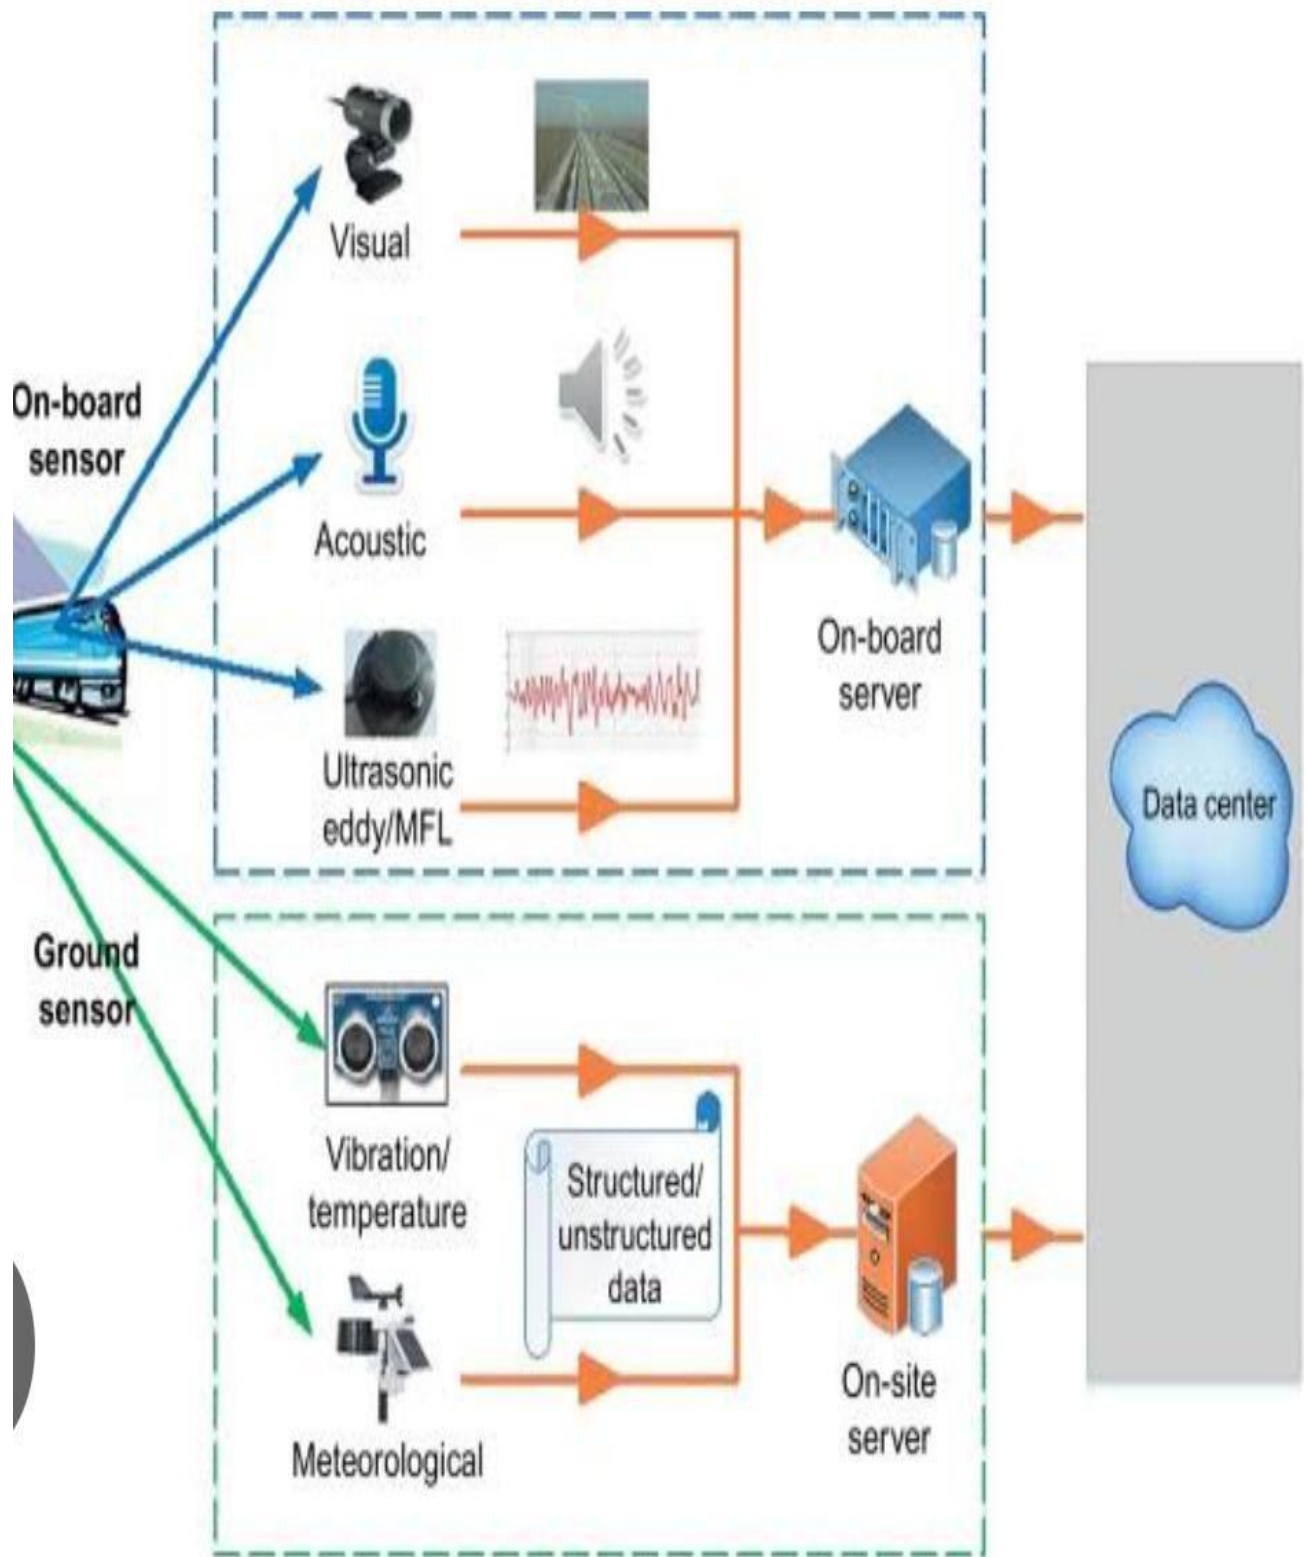 Visual
On-board
sensor
Acoustic
On-board
server
Ultrasonic
eddy/MFL
Data center
Ground
sensor
Vibration/
temperature
Structured/
unstructured
data
On-site
server
Meteorological